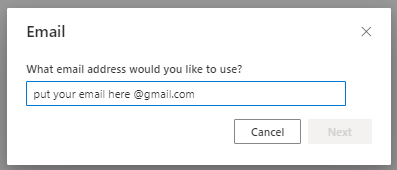 Email
What email address would you like to use?
put your email here @gmail.com
Cancel
Next